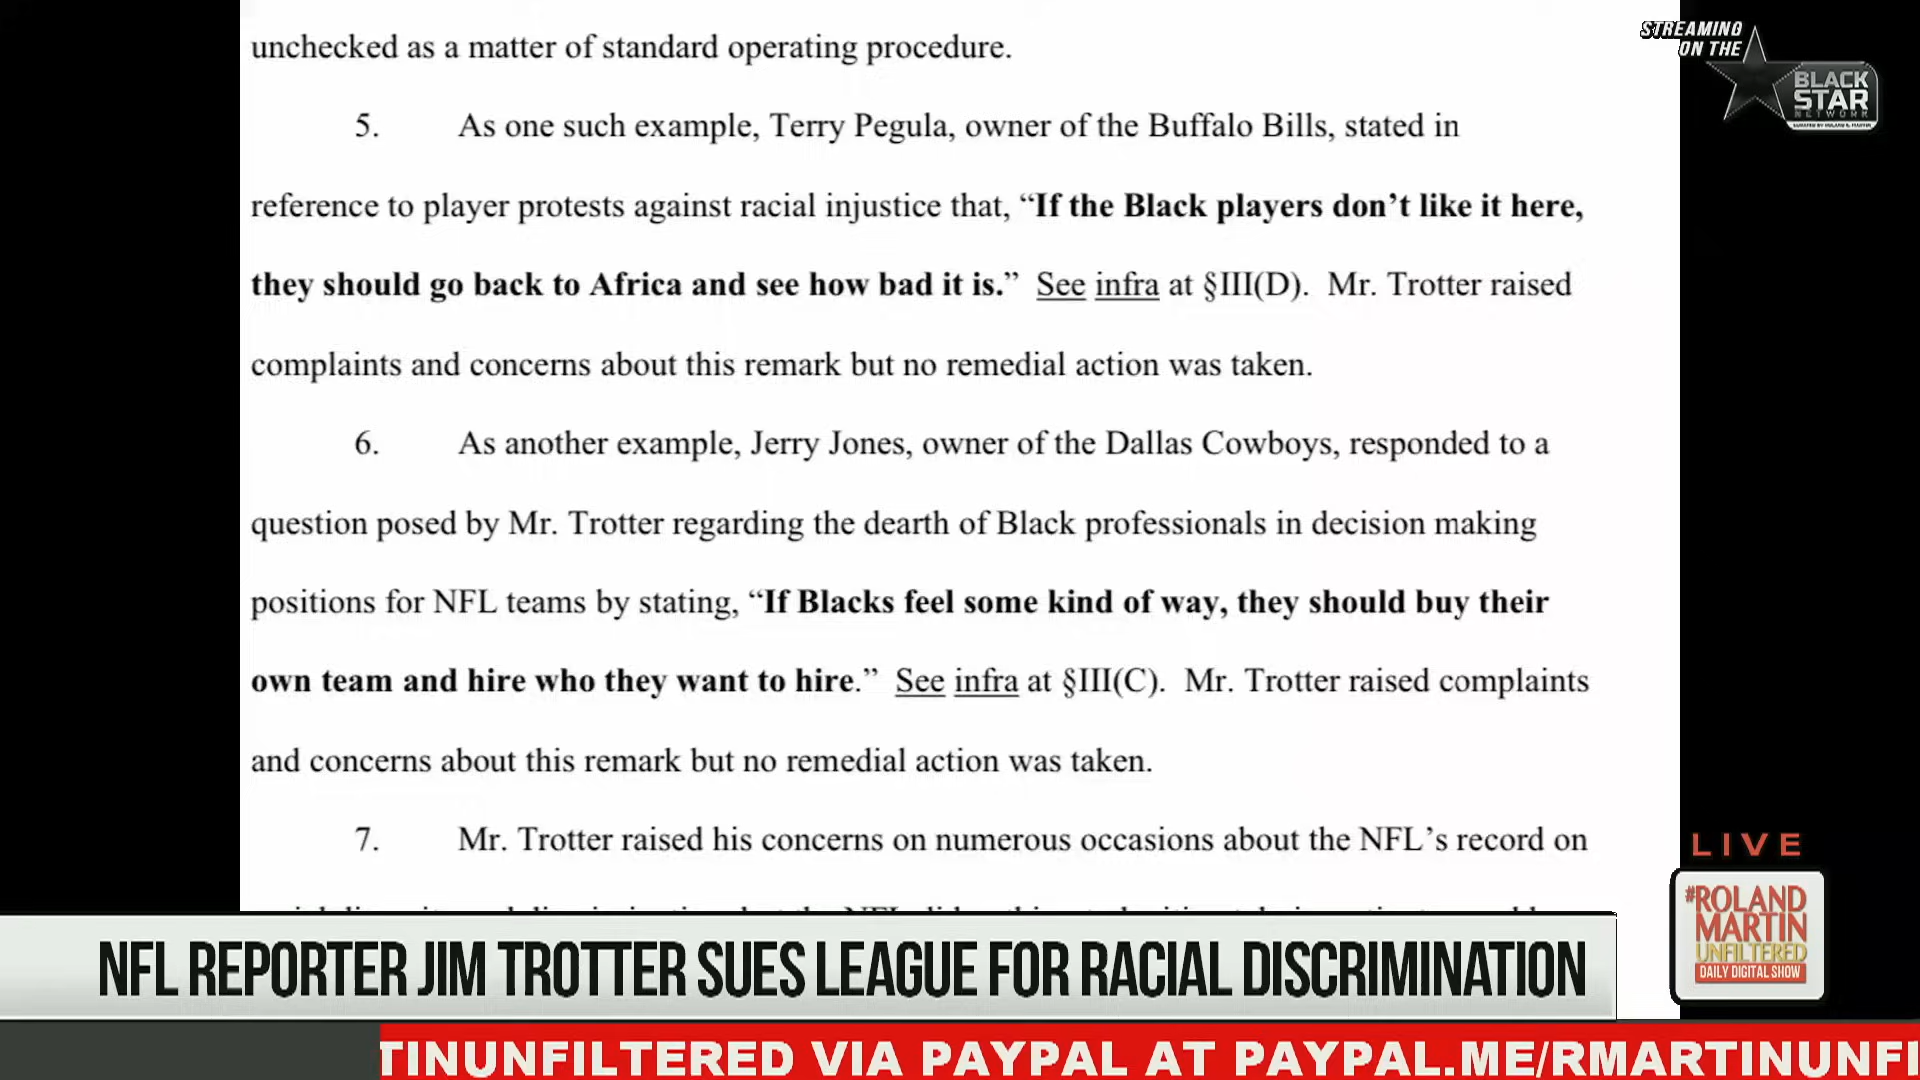 unchecked as a matter of standard operating procedure.
5. As one such example, Terry Pegula, owner of the Buffalo Bills, stated in
reference to player protests against racial injustice that, “If the Black players don’t like it here,
they should go back to Africa and see how bad it is.” See infra at §III(D). Mr. Trotter raised
complaints and concerns about this remark but no remedial action was taken.
6. As another example, Jerry Jones, owner of the Dallas Cowboys, responded to a
question posed by Mr. Trotter regarding the dearth of Black professionals in decision making
positions for NFL teams by stating, “If Blacks feel some kind of way, they should buy their
own team and hire who they want to hire.” See infra at §III(C). Mr. Trotter raised complaints
and concerns about this remark but no remedial action was taken.
7. Mr. Trotter raised his concerns on numerous occasions about the NFL’s record on
STREAMING
ON THE
BLACK
STAR
NETWORK
LIVE
#ROLAND
MARTIN
UNFILTERED
DAILY DIGITAL SHOW
NFL REPORTER JIM TROTTER SUES LEAGUE FOR RACIAL DISCRIMINATION
TINUNFILTERED VIA PAYPAL AT PAYPAL.ME/RMARTINUNFI